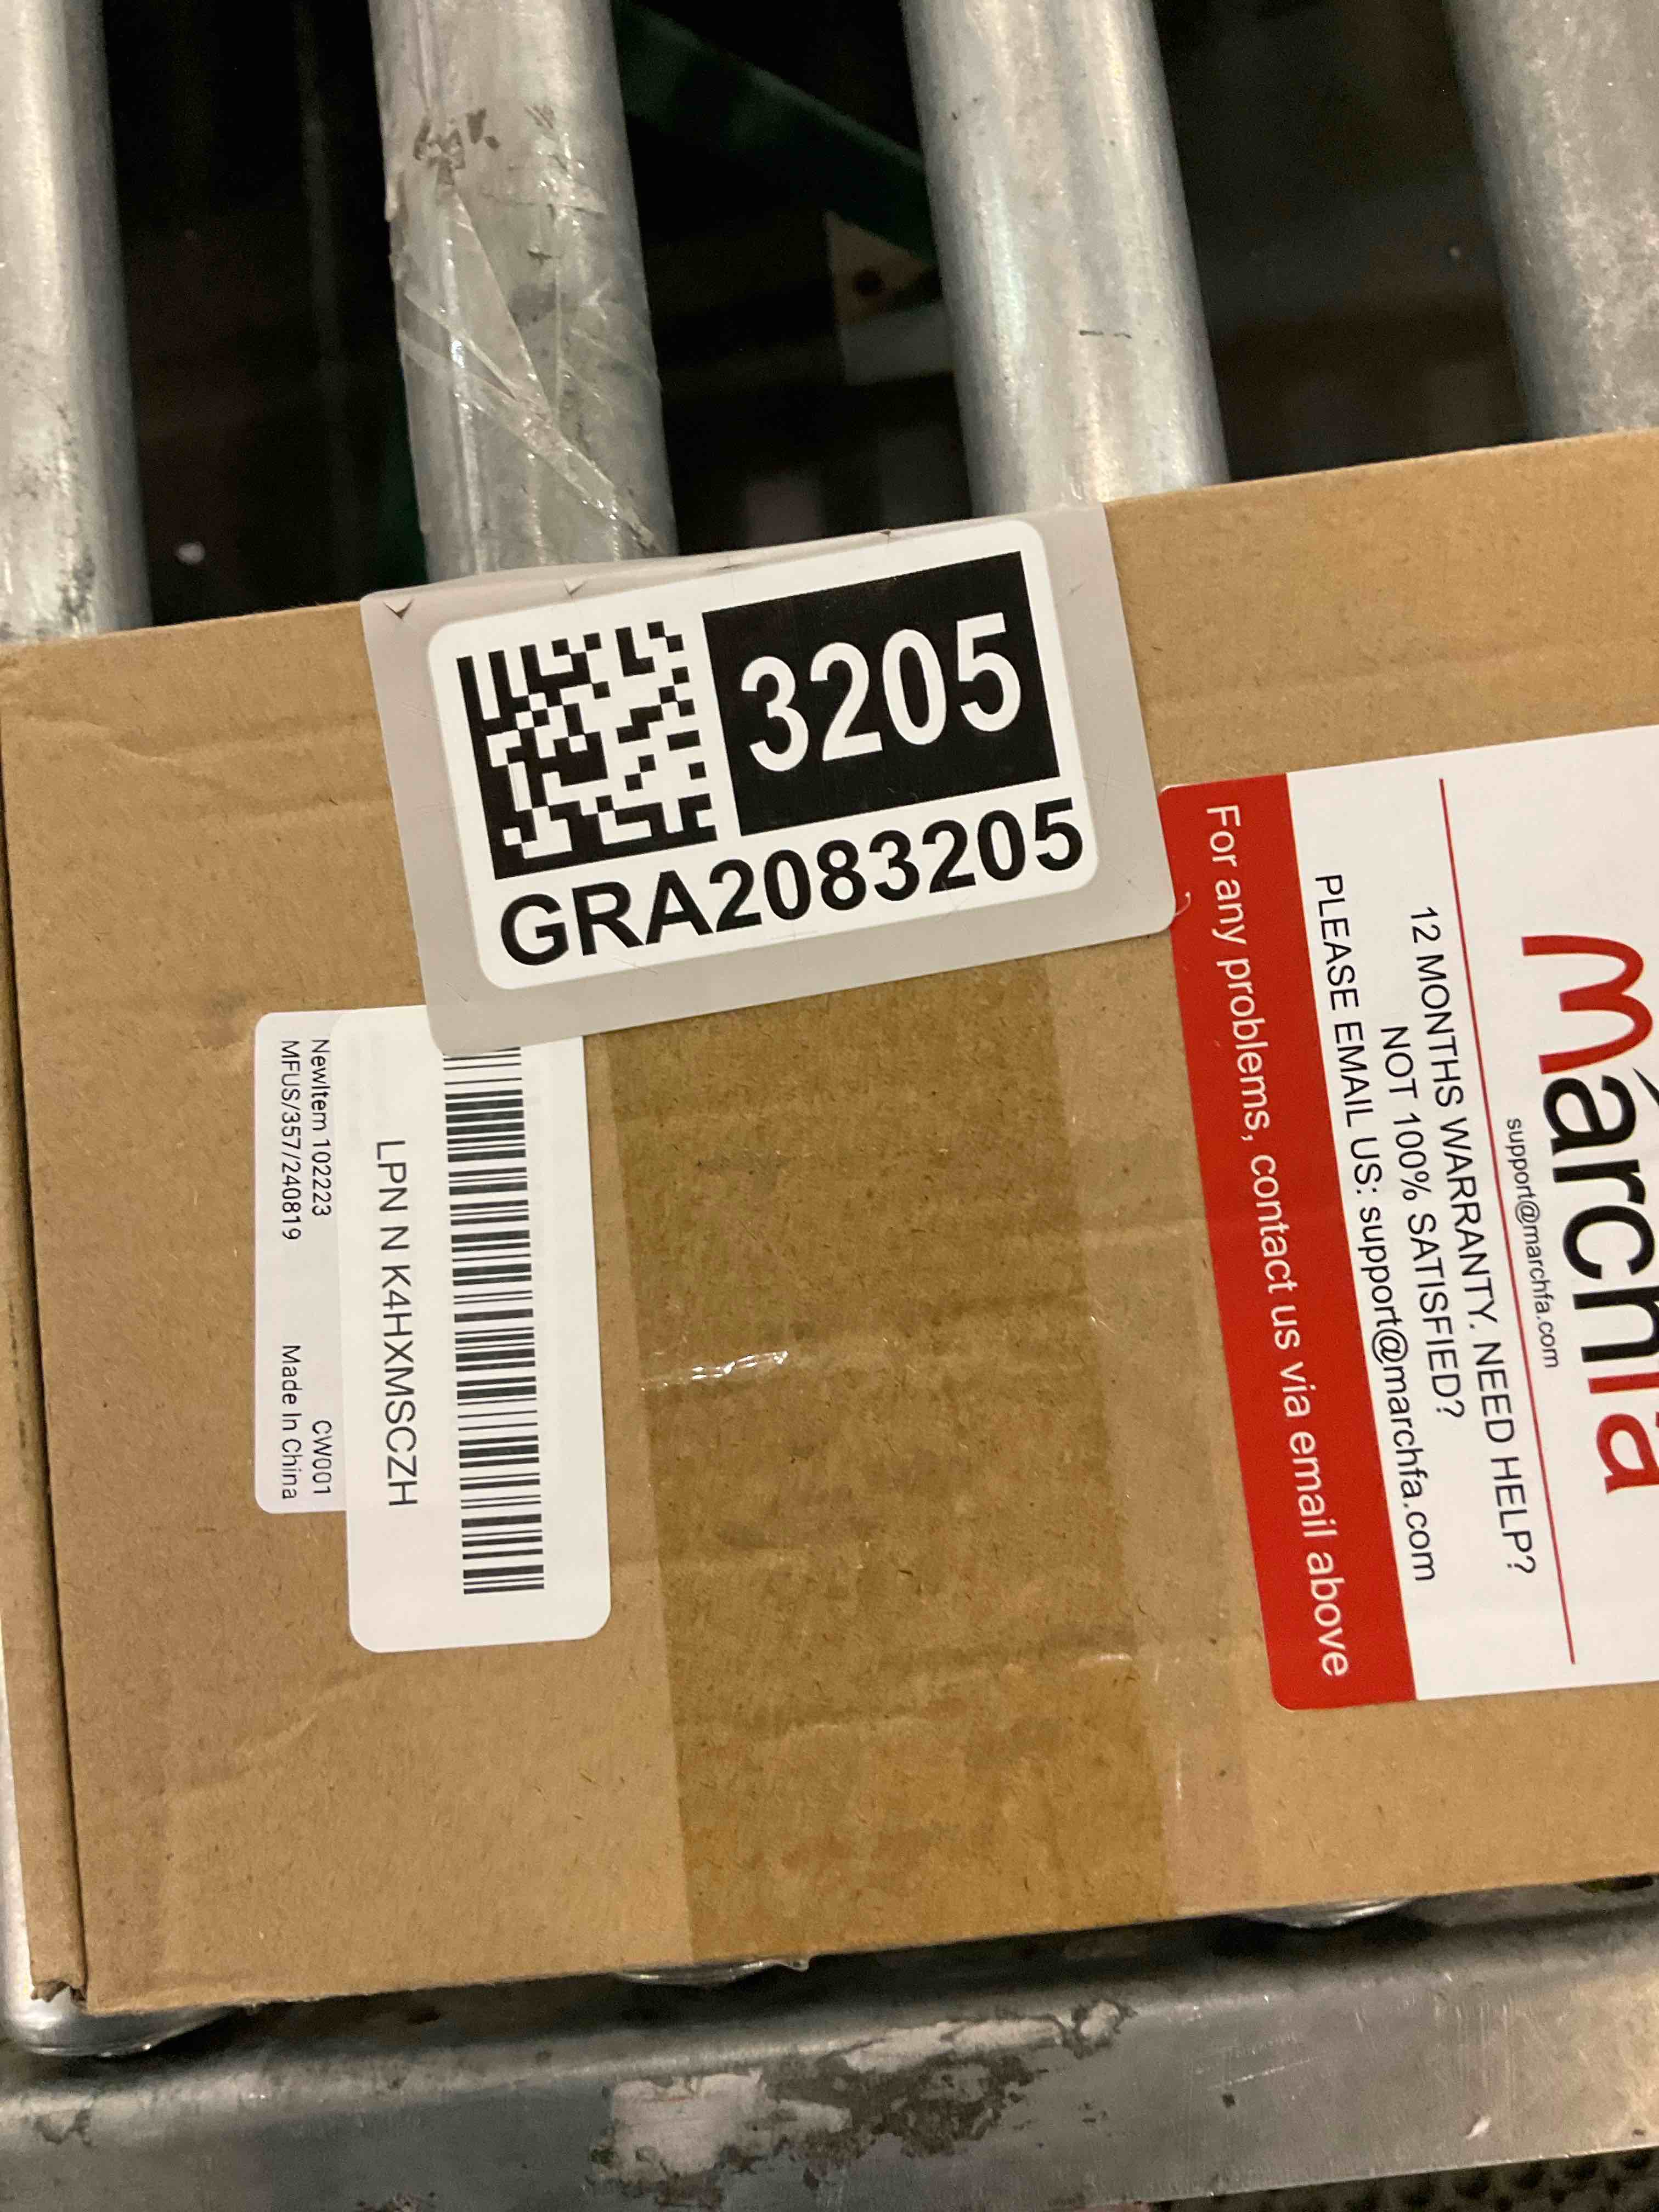 3205
GRA2083205
NewItem 102223 CW001
MFUS/357/240819 Made In China
LPN N K4HXMSCZH
Márchfa
support@marchfa.com
12 MONTHS WARRANTY. NEED HELP?
NOT 100% SATISFIED?
PLEASE EMAIL US: support@marchfa.com
For any problems, contact us via email above